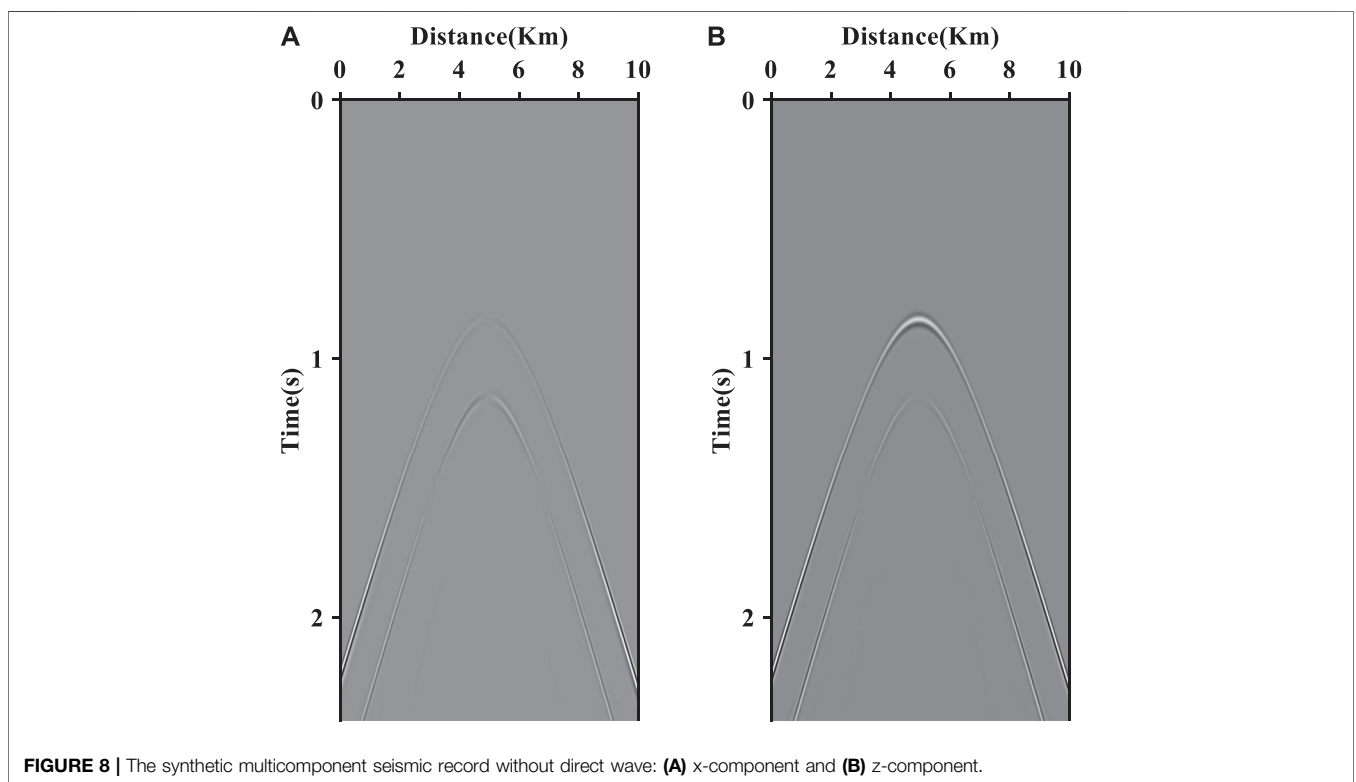 A
Distance(Km)
0 2 4 6 8 10
0
1
2
Time(s)
B
Distance(Km)
0 2 4 6 8 10
0
1
2
Time(s)
FIGURE 8 | The synthetic multicomponent seismic record without direct wave: (A) x-component and (B) z-component.